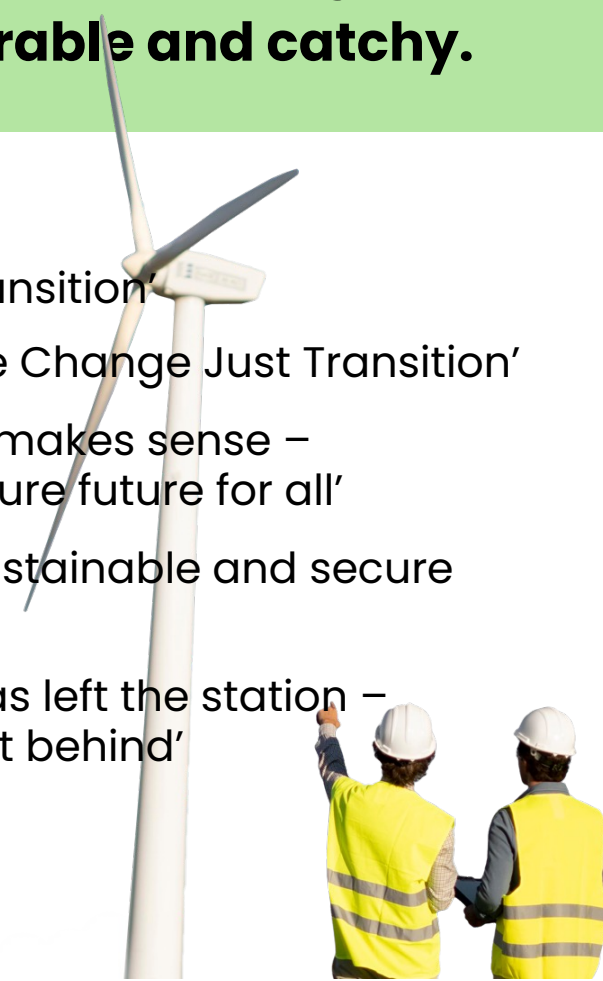 rable and catchy.
ansition’
e Change Just Transition’
makes sense –
ure future for all’
stainable and secure
as left the station –
t behind’